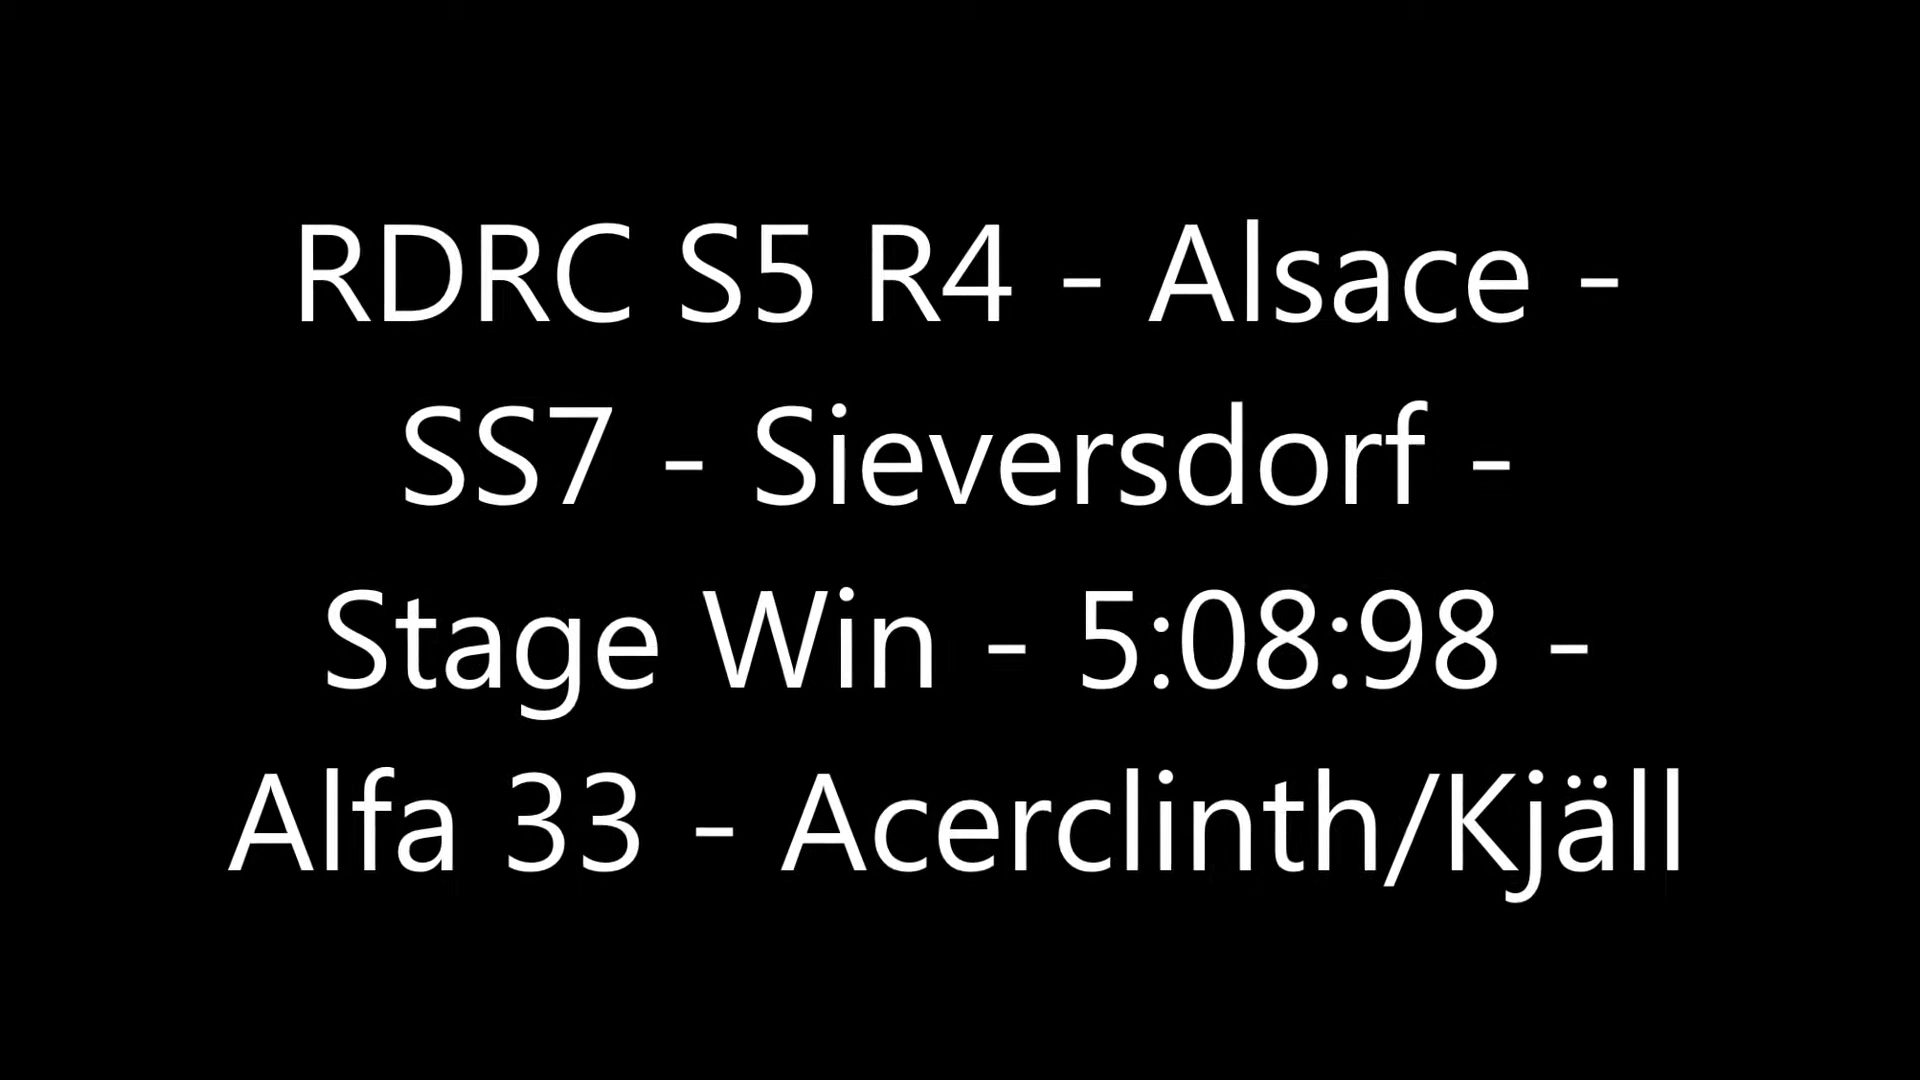 RDRC S5 R4 - Alsace -
SS7 - Sieversdorf -
Stage Win - 5:08:98 -
Alfa 33 - Acerclinth/Kjäll